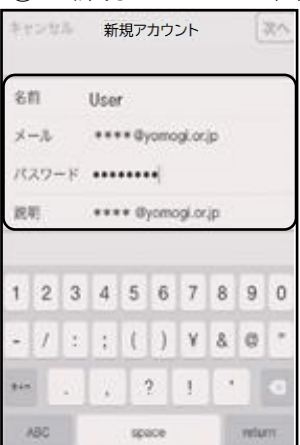 キャンセル 新規アカウント 次へ
名前 User
メール ****@yomogi.or.jp
パスワード ••••••••
説明 ****@yomogi.or.jp
1 2 3 4 5 6 7 8 9 0
- / : ; ( ) ¥ & @ "
#+= . , ? ! '
ABC space return